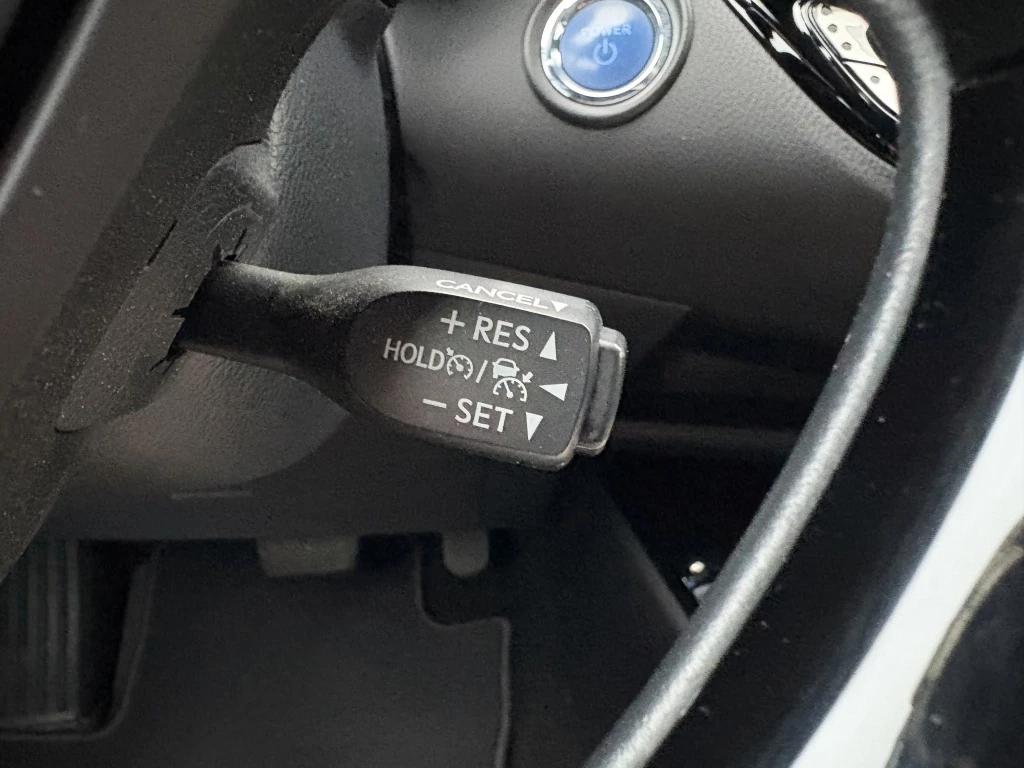 POWER
CANCEL
+ RES
HOLD /
− SET